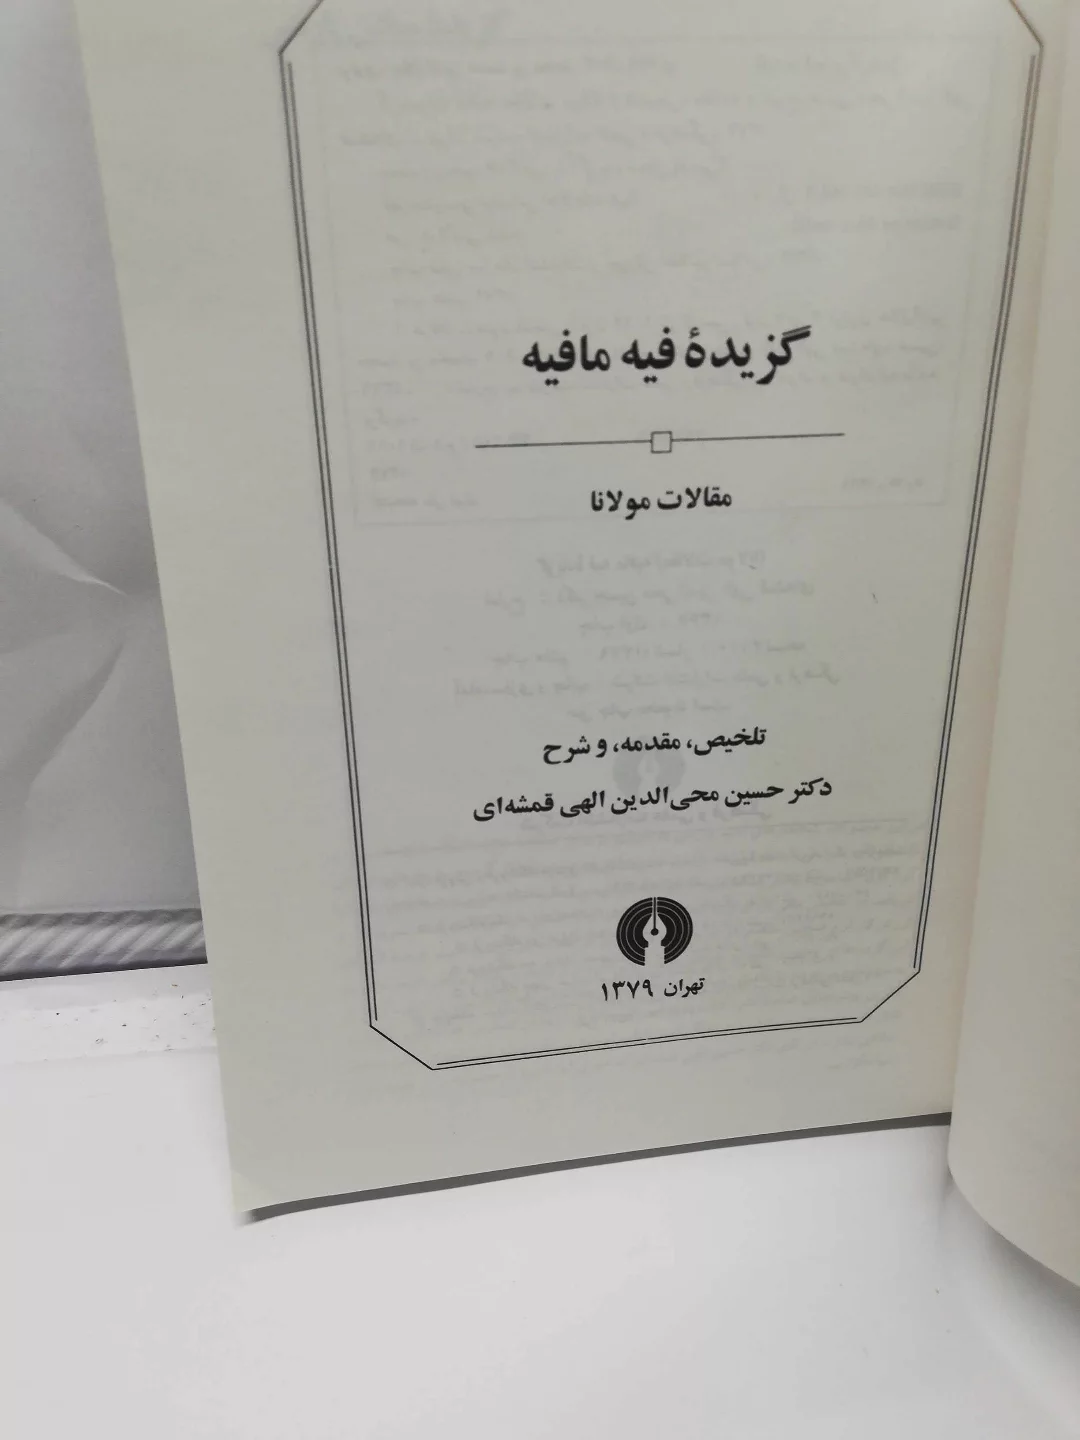 گزیدهٔ فیه مافیه
مقالات مولانا
تلخیص، مقدمه، و شرح
دکتر حسین محی‌الدین الهی قمشه‌ای
تهران ۱۳۷۹